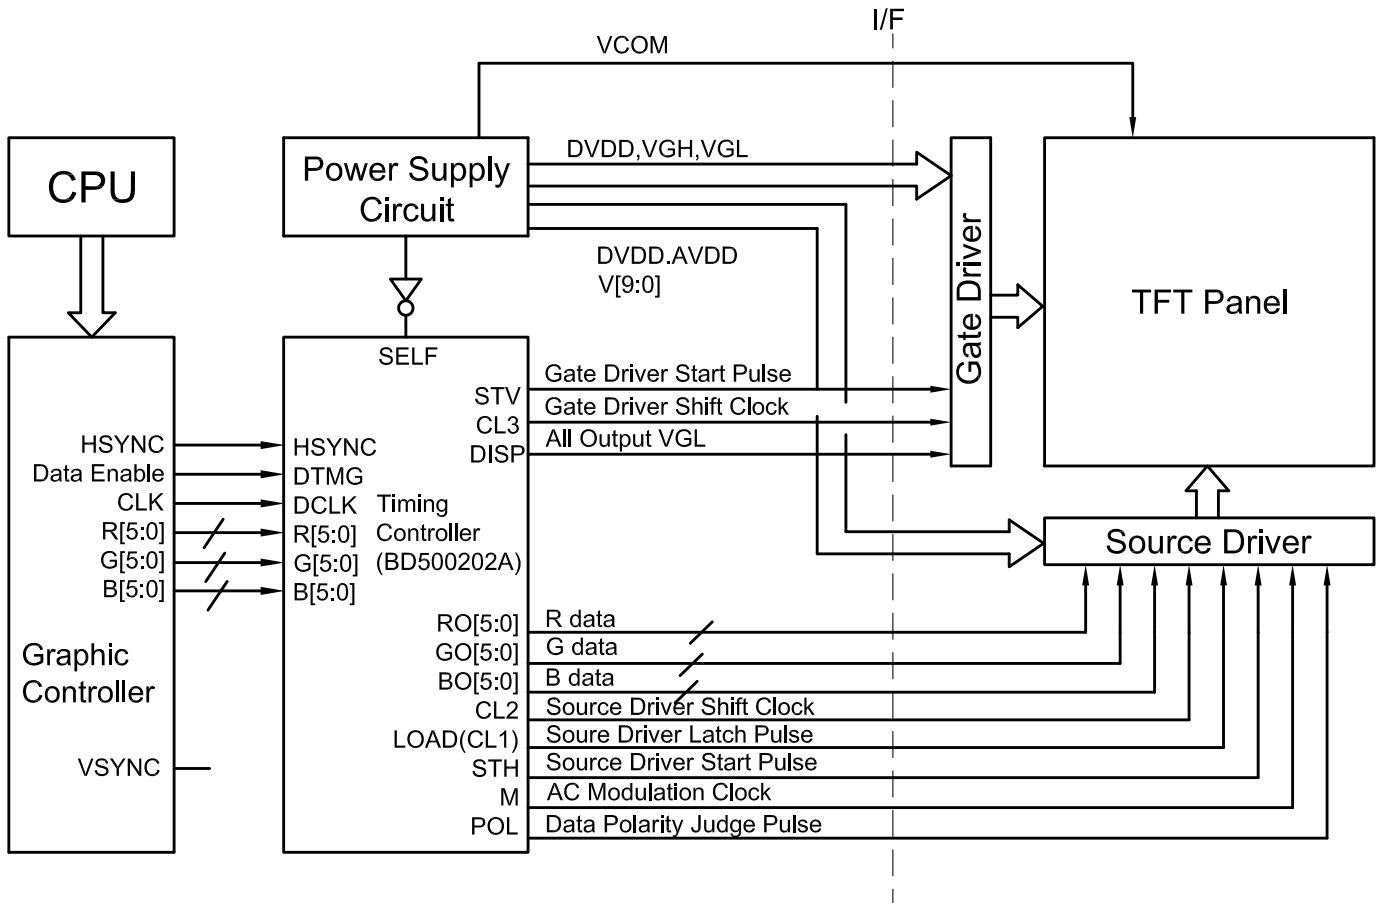 I/F
VCOM
CPU
Power Supply
Circuit
DVDD,VGH,VGL
DVDD.AVDD
V[9:0]
Gate Driver
TFT Panel
SELF
Gate Driver Start Pulse
STV
Gate Driver Shift Clock
CL3
All Output VGL
DISP
HSYNC
HSYNC
Data Enable
DTMG
CLK
DCLK
Timing
R[5:0]
R[5:0]
Controller
G[5:0]
G[5:0]
(BD500202A)
B[5:0]
B[5:0]
Source Driver
RO[5:0]
R data
GO[5:0]
G data
BO[5:0]
B data
Graphic
Controller
CL2
Source Driver Shift Clock
LOAD(CL1)
Soure Driver Latch Pulse
VSYNC
STH
Source Driver Start Pulse
M
AC Modulation Clock
POL
Data Polarity Judge Pulse